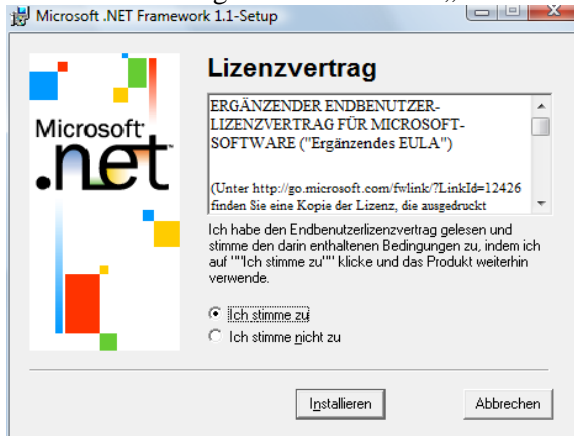 Microsoft .NET Framework 1.1-Setup
Lizenzvertrag
Microsoft
.net
ERGÄNZENDER ENDBENUTZER-
LIZENZVERTRAG FÜR MICROSOFT-
SOFTWARE ("Ergänzendes EULA")
(Unter http://go.microsoft.com/fwlink/?LinkId=12426
finden Sie eine Kopie der Lizenz, die ausgedruckt
Ich habe den Endbenutzerlizenzvertrag gelesen und
stimme den darin enthaltenen Bedingungen zu, indem ich
auf ""Ich stimme zu"" klicke und das Produkt weiterhin
verwende.
Ich stimme zu
Ich stimme nicht zu
Installieren
Abbrechen